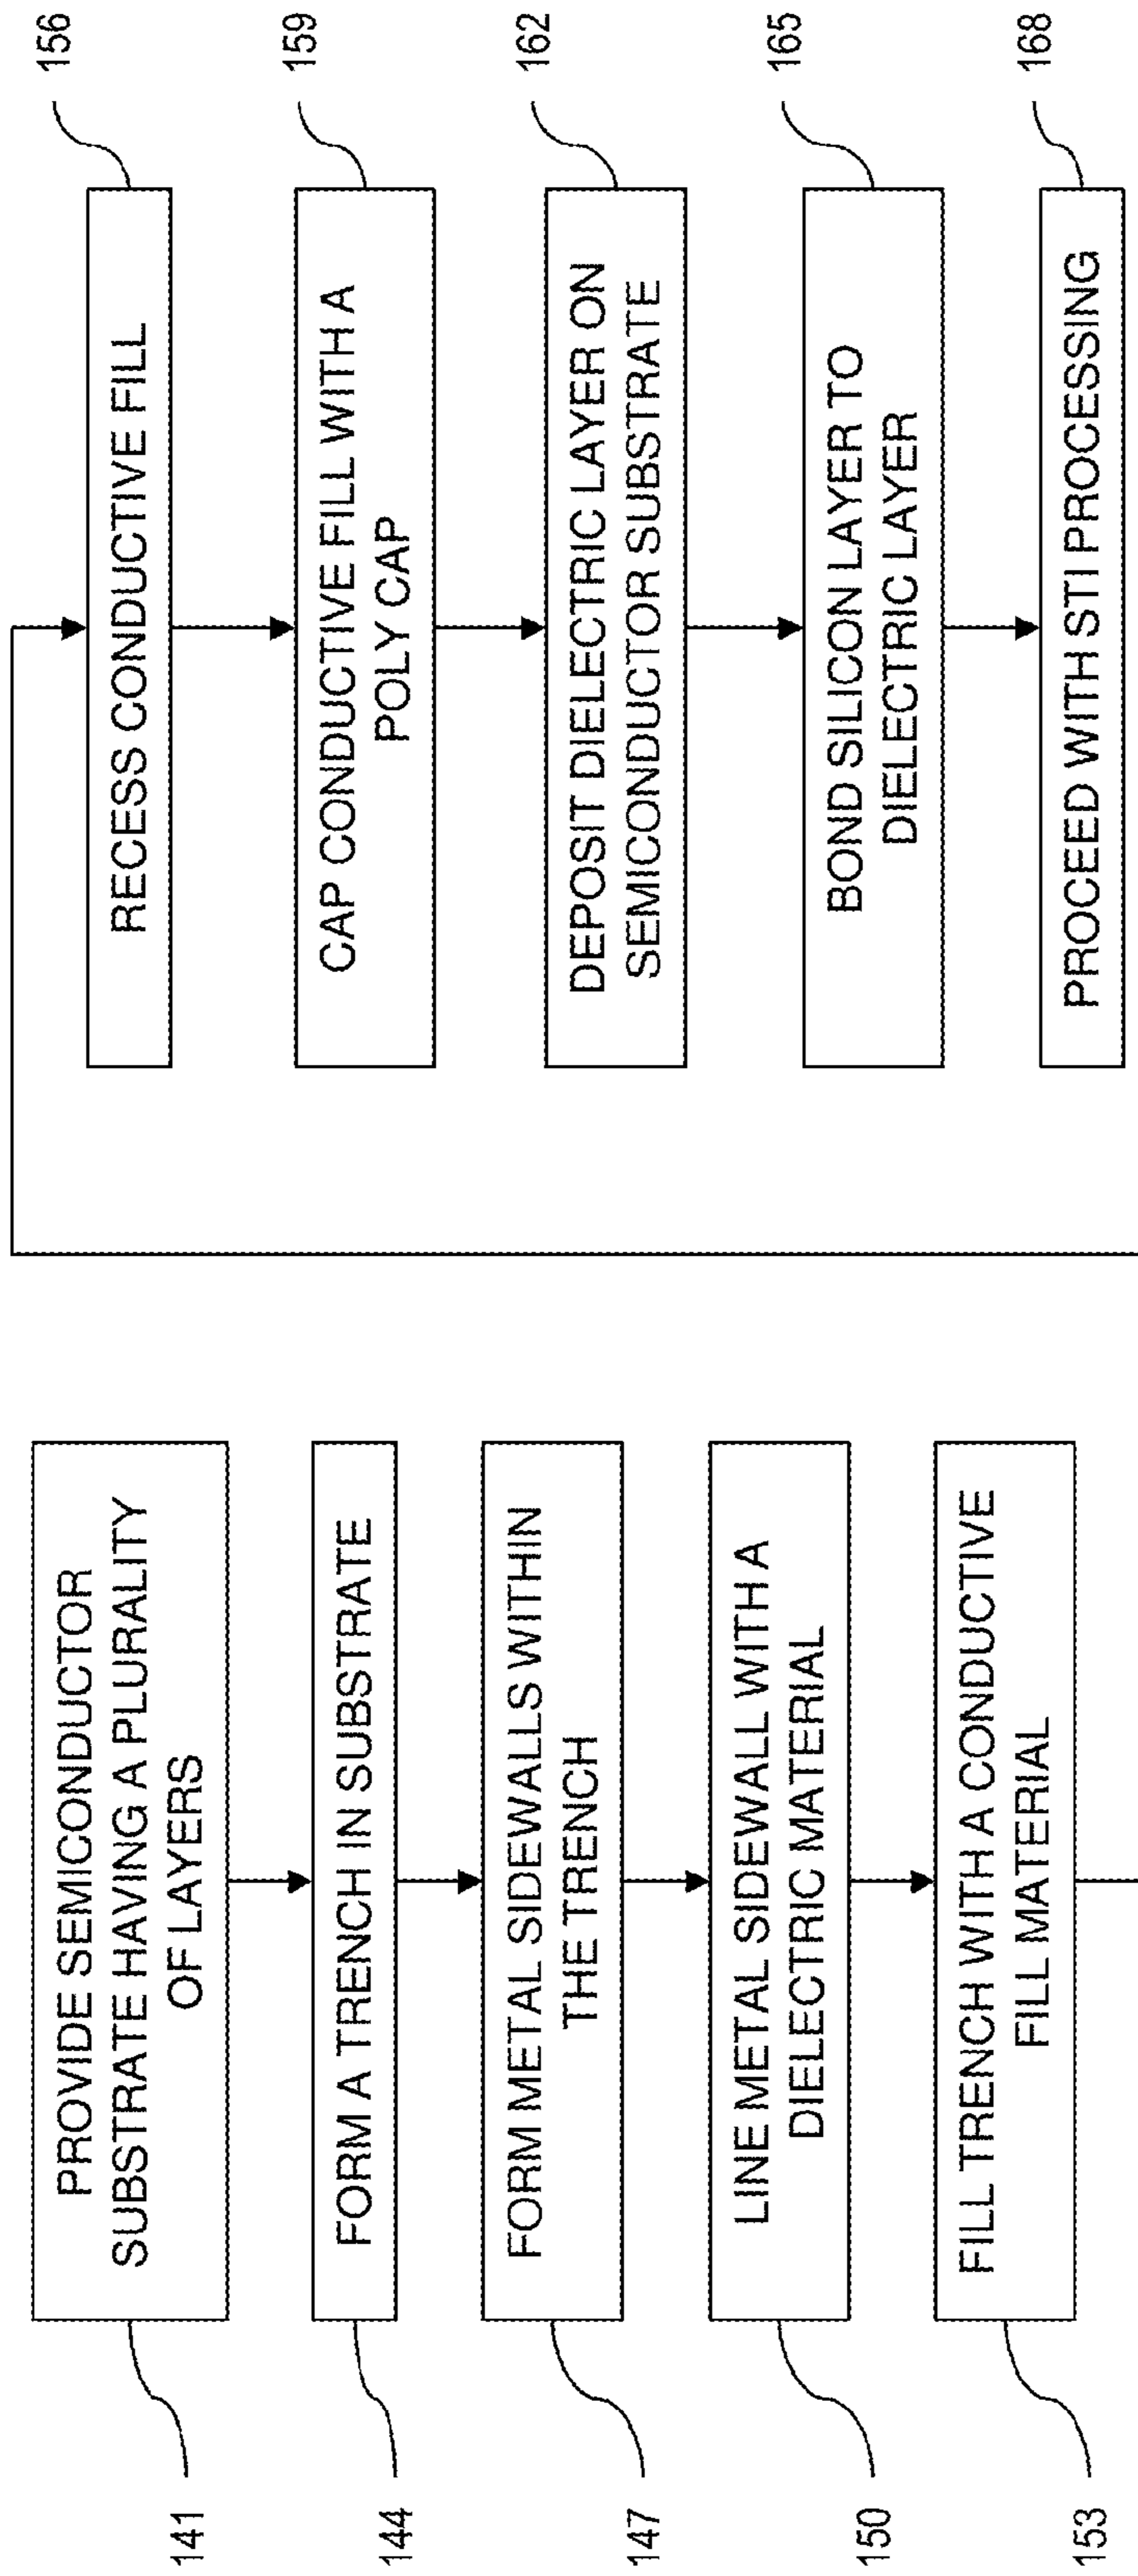 141
PROVIDE SEMICONDUCTOR
SUBSTRATE HAVING A PLURALITY
OF LAYERS
144
FORM A TRENCH IN SUBSTRATE
147
FORM METAL SIDEWALLS WITHIN
THE TRENCH
150
LINE METAL SIDEWALL WITH A
DIELECTRIC MATERIAL
153
FILL TRENCH WITH A CONDUCTIVE
FILL MATERIAL
RECESS CONDUCTIVE FILL
156
CAP CONDUCTIVE FILL WITH A
POLY CAP
159
DEPOSIT DIELECTRIC LAYER ON
SEMICONDUCTOR SUBSTRATE
162
BOND SILICON LAYER TO
DIELECTRIC LAYER
165
PROCEED WITH STI PROCESSING
168